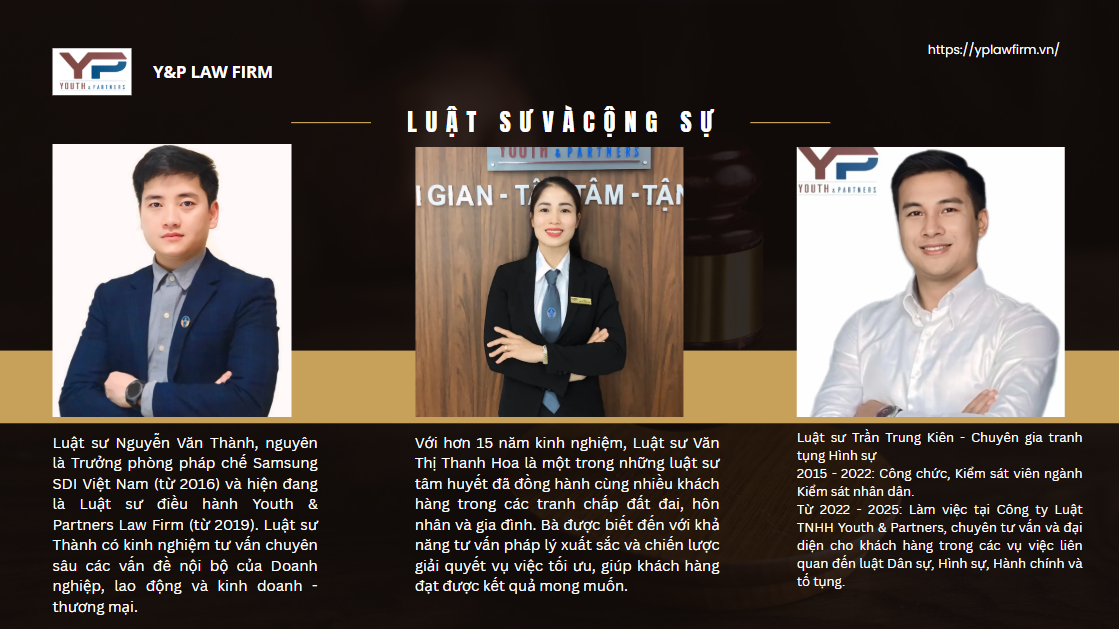 YP
YOUTH & PARTNERS
Y&P LAW FIRM
https://yplawfirm.vn/
LUẬT SƯVÀCỘNG SỰ
YOUTH & PARTNERS
GIAN - TÂM - TẬN
YP
YOUTH & PARTNERS
Luật sư Nguyễn Văn Thành, nguyên
là Trưởng phòng pháp chế Samsung
SDI Việt Nam (từ 2016) và hiện đang
là Luật sư điều hành Youth &
Partners Law Firm (từ 2019). Luật sư
Thành có kinh nghiệm tư vấn chuyên
sâu các vấn đề nội bộ của Doanh
nghiệp, lao động và kinh doanh -
thương mại.
Với hơn 15 năm kinh nghiệm, Luật sư Văn
Thị Thanh Hoa là một trong những luật sư
tâm huyết đã đồng hành cùng nhiều khách
hàng trong các tranh chấp đất đai, hôn
nhân và gia đình. Bà được biết đến với khả
năng tư vấn pháp lý xuất sắc và chiến lược
giải quyết vụ việc tối ưu, giúp khách hàng
đạt được kết quả mong muốn.
Luật sư Trần Trung Kiên - Chuyên gia tranh
tụng Hình sự
2015 - 2022: Công chức, Kiểm sát viên ngành
Kiểm sát nhân dân.
Từ 2022 - 2025: Làm việc tại Công ty Luật
TNHH Youth & Partners, chuyên tư vấn và đại
diện cho khách hàng trong các vụ việc liên
quan đến luật Dân sự, Hình sự, Hành chính và
tố tụng.